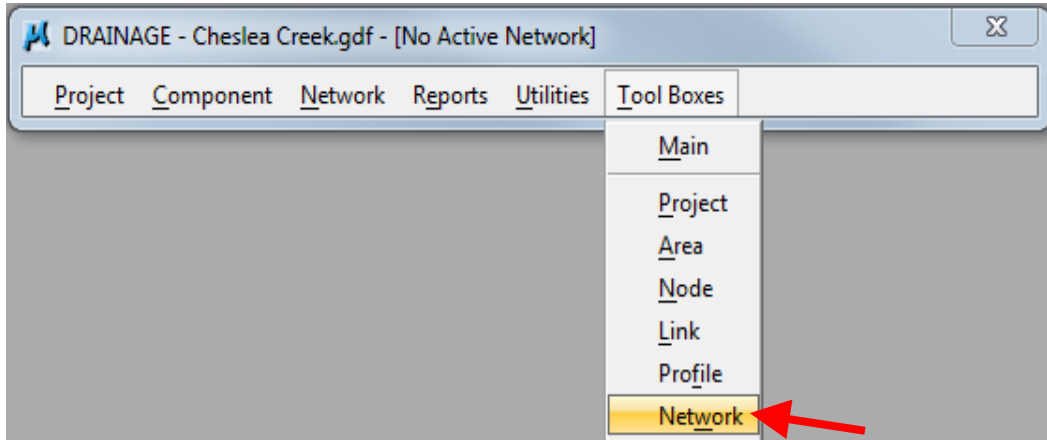 DRAINAGE - Cheslea Creek.gdf - [No Active Network]
Project Component Network Reports Utilities Tool Boxes
Main
Project
Area
Node
Link
Profile
Network